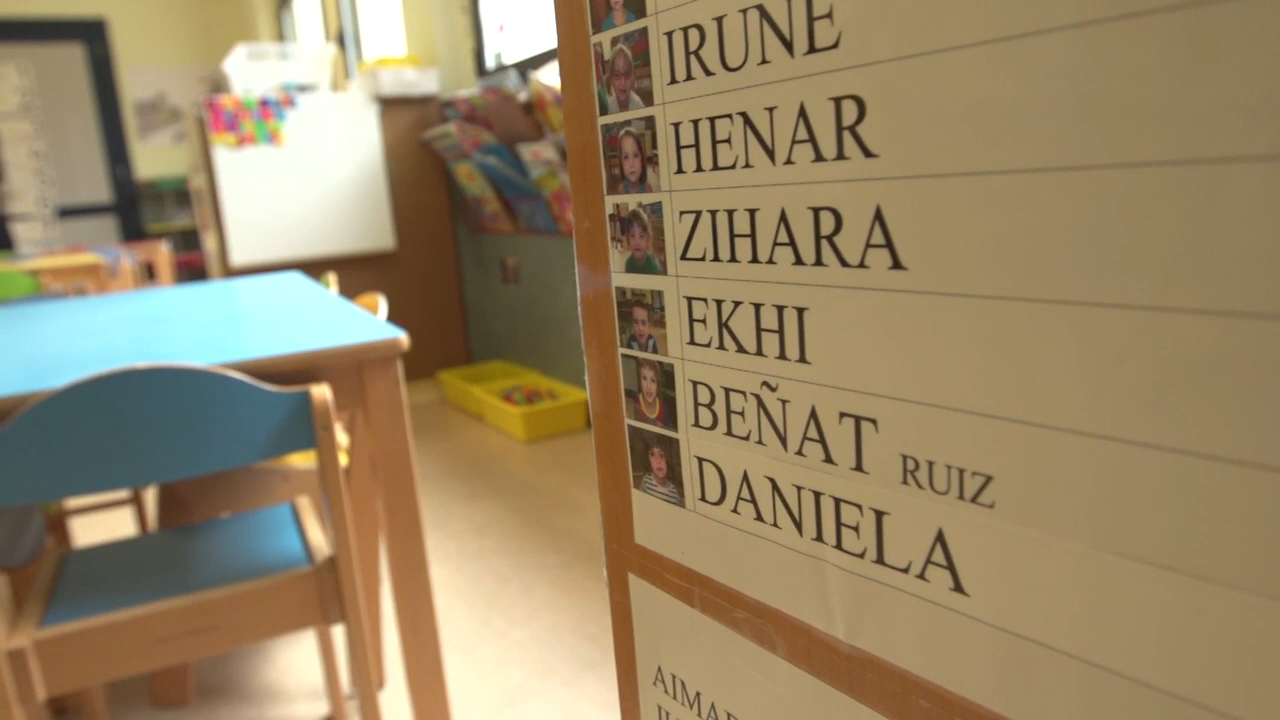 IRUNE
HENAR
ZIHARA
EKHI
BEÑAT RUIZ
DANIELA